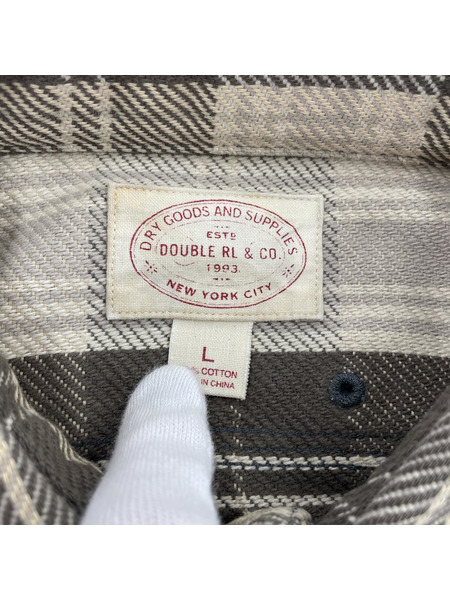 DRY GOODS AND SUPPLIES
ESTD
DOUBLE RL & CO.
1993
NEW YORK CITY
L
% COTTON
IN CHINA